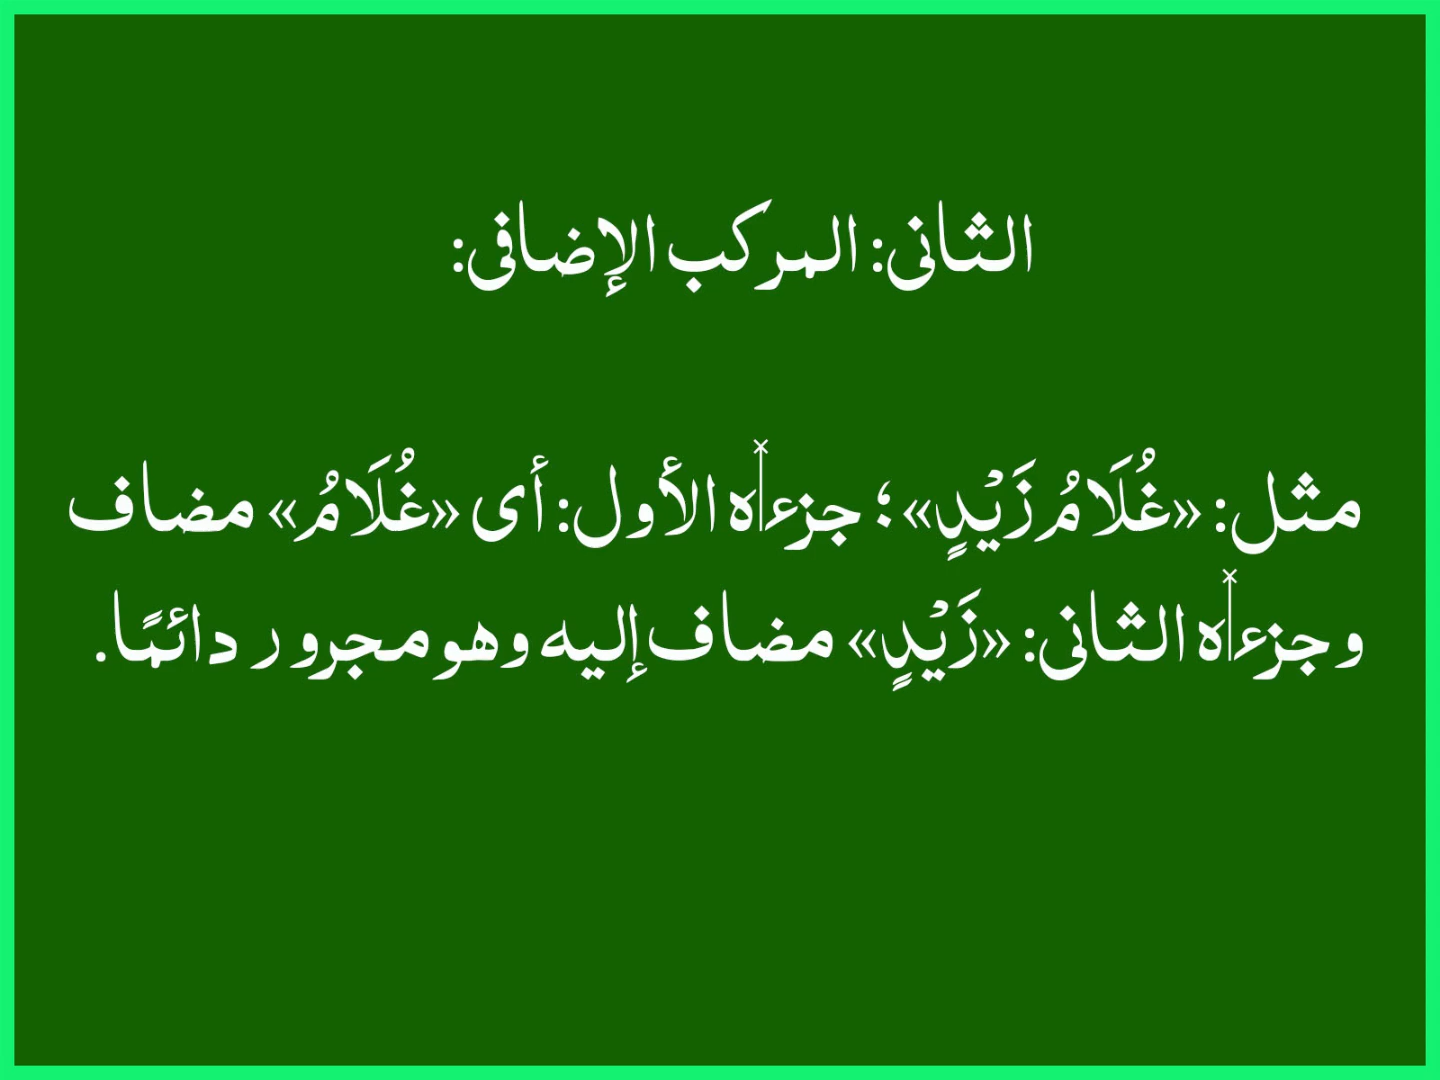 الثانى: المركب الإضافى:
مثل: «غُلَامُ زَيْدٍ»؛ جزءاه الأول: أى «غُلَامُ» مضاف
وجزءاه الثانى: «زَيْدٍ» مضاف إليه وهو مجرور دائمًا.